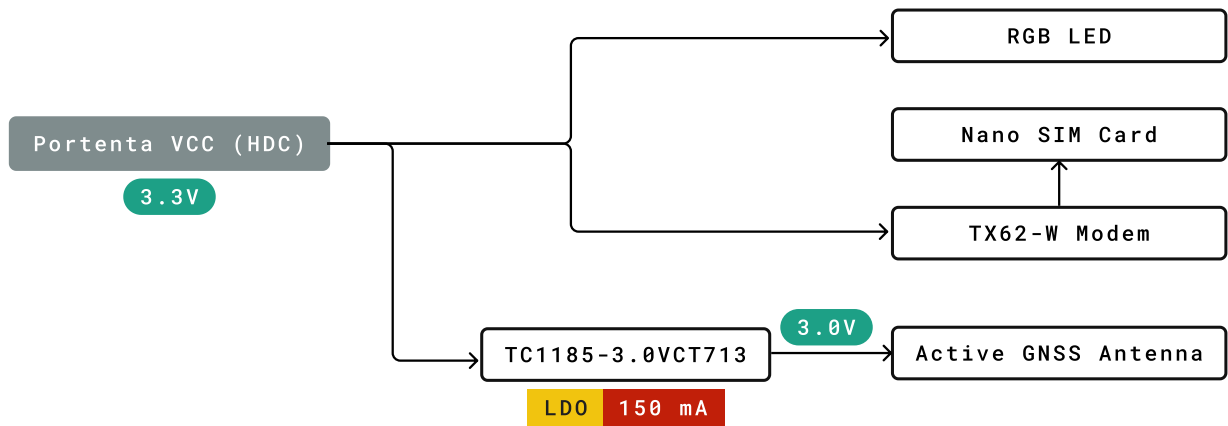 RGB LED
Portenta VCC (HDC)
3.3V
Nano SIM Card
TX62-W Modem
TC1185-3.0VCT713
LDO 150 mA
3.0V
Active GNSS Antenna